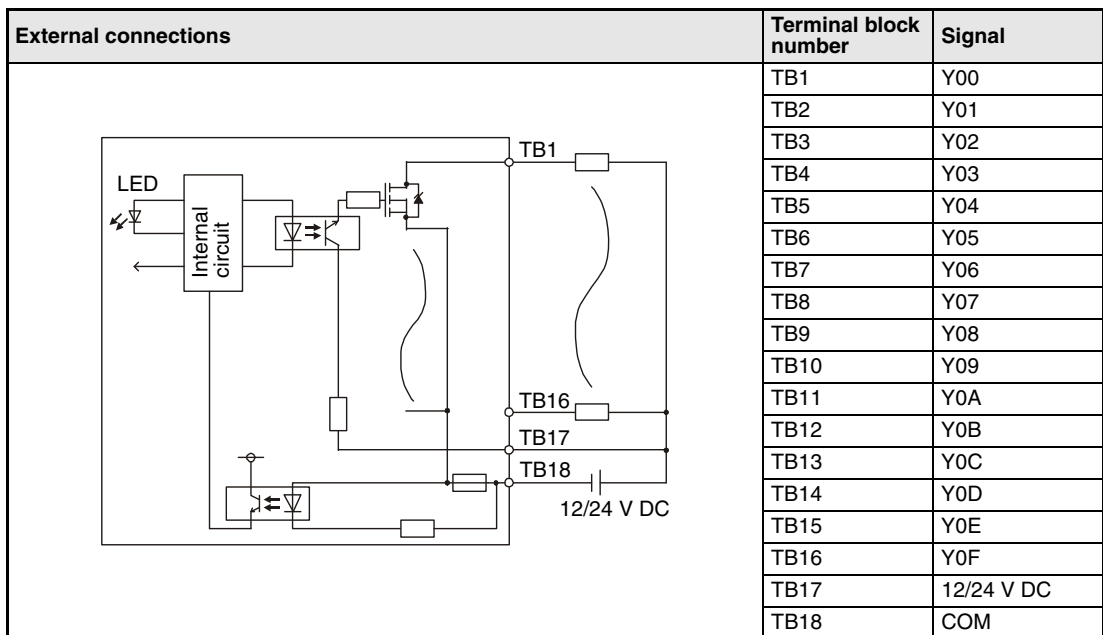 External connections
Terminal block number
Signal
TB1 Y00
TB2 Y01
TB3 Y02
TB4 Y03
TB5 Y04
TB6 Y05
TB7 Y06
TB8 Y07
TB9 Y08
TB10 Y09
TB11 Y0A
TB12 Y0B
TB13 Y0C
TB14 Y0D
TB15 Y0E
TB16 Y0F
TB17 12/24 V DC
TB18 COM
LED
Internal circuit
TB1
TB16
TB17
TB18
12/24 V DC